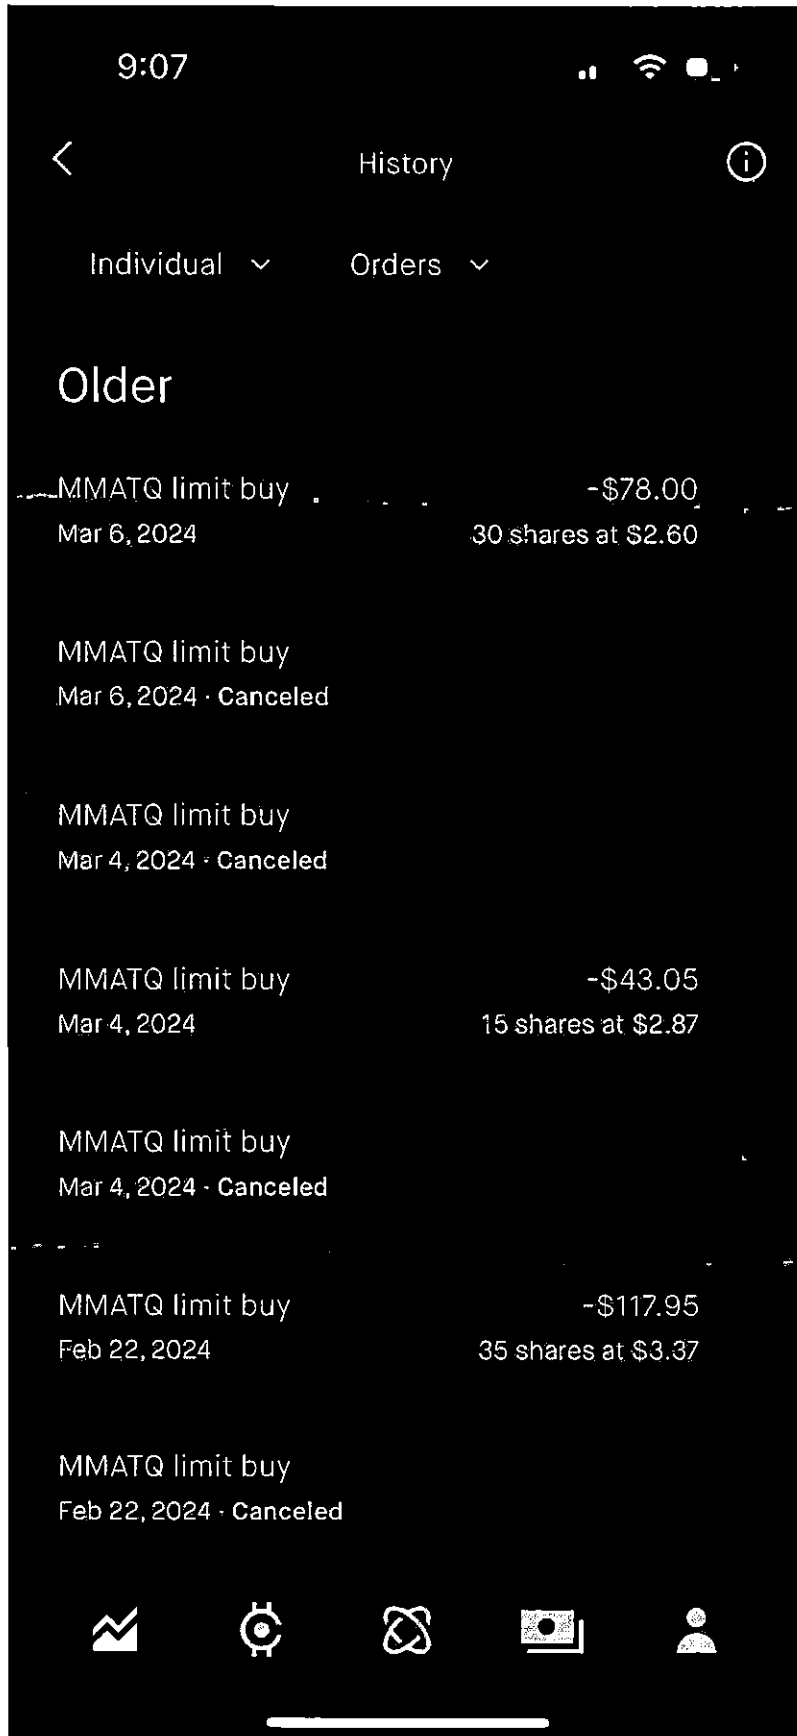 9:07
History
Individual
Orders
Older
MMATQ limit buy -$78.00
Mar 6, 2024 30 shares at $2.60
MMATQ limit buy
Mar 6, 2024 · Canceled
MMATQ limit buy
Mar 4, 2024 · Canceled
MMATQ limit buy -$43.05
Mar 4, 2024 15 shares at $2.87
MMATQ limit buy
Mar 4, 2024 · Canceled
MMATQ limit buy -$117.95
Feb 22, 2024 35 shares at $3.37
MMATQ limit buy
Feb 22, 2024 · Canceled